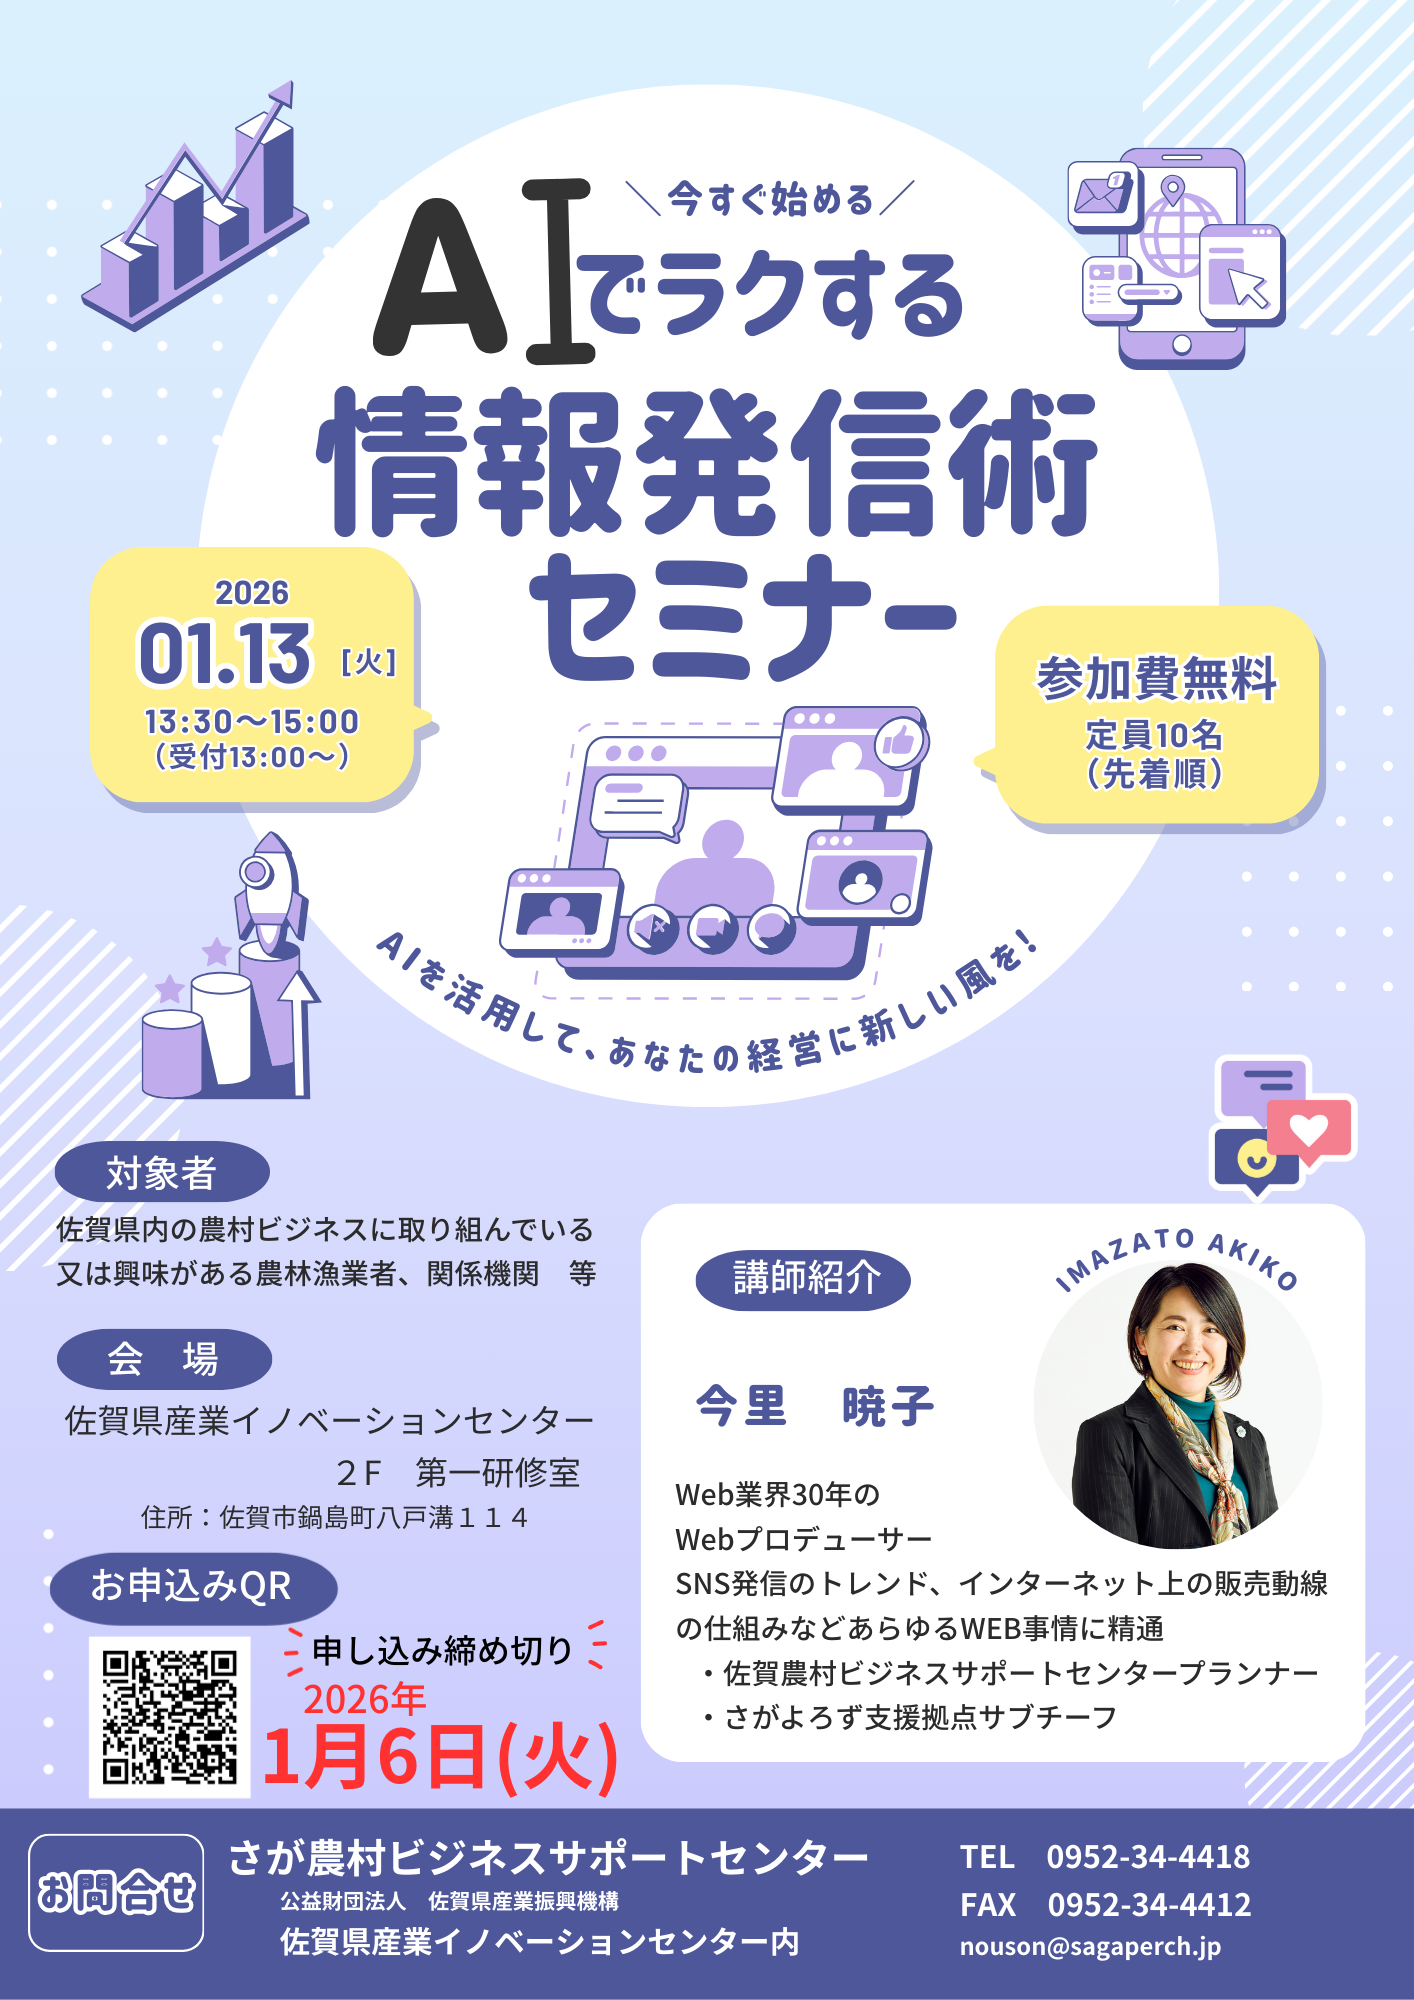 今すぐ始める
AIでラクする
情報発信術
セミナー
2026
01.13 [火]
13:30〜15:00
(受付13:00〜)
参加費無料
定員10名
(先着順)
1
AIを活用して、あなたの経営に新しい風を!
対象者
佐賀県内の農村ビジネスに取り組んでいる
又は興味がある農林漁業者、関係機関　等
会　場
佐賀県産業イノベーションセンター
２F　第一研修室
住所：佐賀市鍋島町八戸溝１１４
お申込みQR
申し込み締め切り
2026年
1月6日(火)
講師紹介
IMAZATO AKIKO
今里　暁子
Web業界30年の
Webプロデューサー
SNS発信のトレンド、インターネット上の販売動線
の仕組みなどあらゆるWEB事情に精通
・佐賀農村ビジネスサポートセンタープランナー
・さがよろず支援拠点サブチーフ
お問合せ
さが農村ビジネスサポートセンター
公益財団法人　佐賀県産業振興機構
佐賀県産業イノベーションセンター内
TEL　0952-34-4418
FAX　0952-34-4412
nouson@sagaperch.jp